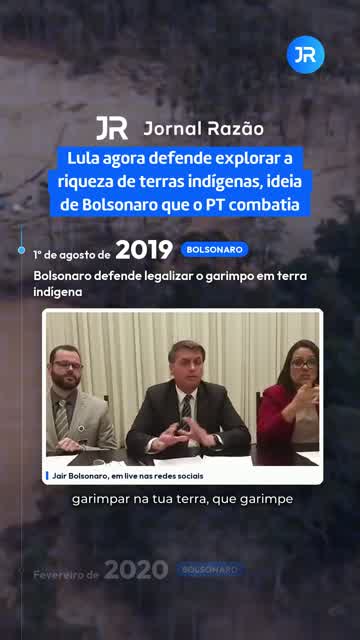 JR
JR Jornal Razão
Lula agora defende explorar a
riqueza de terras indígenas, ideia
de Bolsonaro que o PT combatia
1º de agosto de 2019 BOLSONARO
Bolsonaro defende legalizar o garimpo em terra
indígena
Jair Bolsonaro, em live nas redes sociais
garimpar na tua terra, que garimpe
Fevereiro de 2020 BOLSONARO